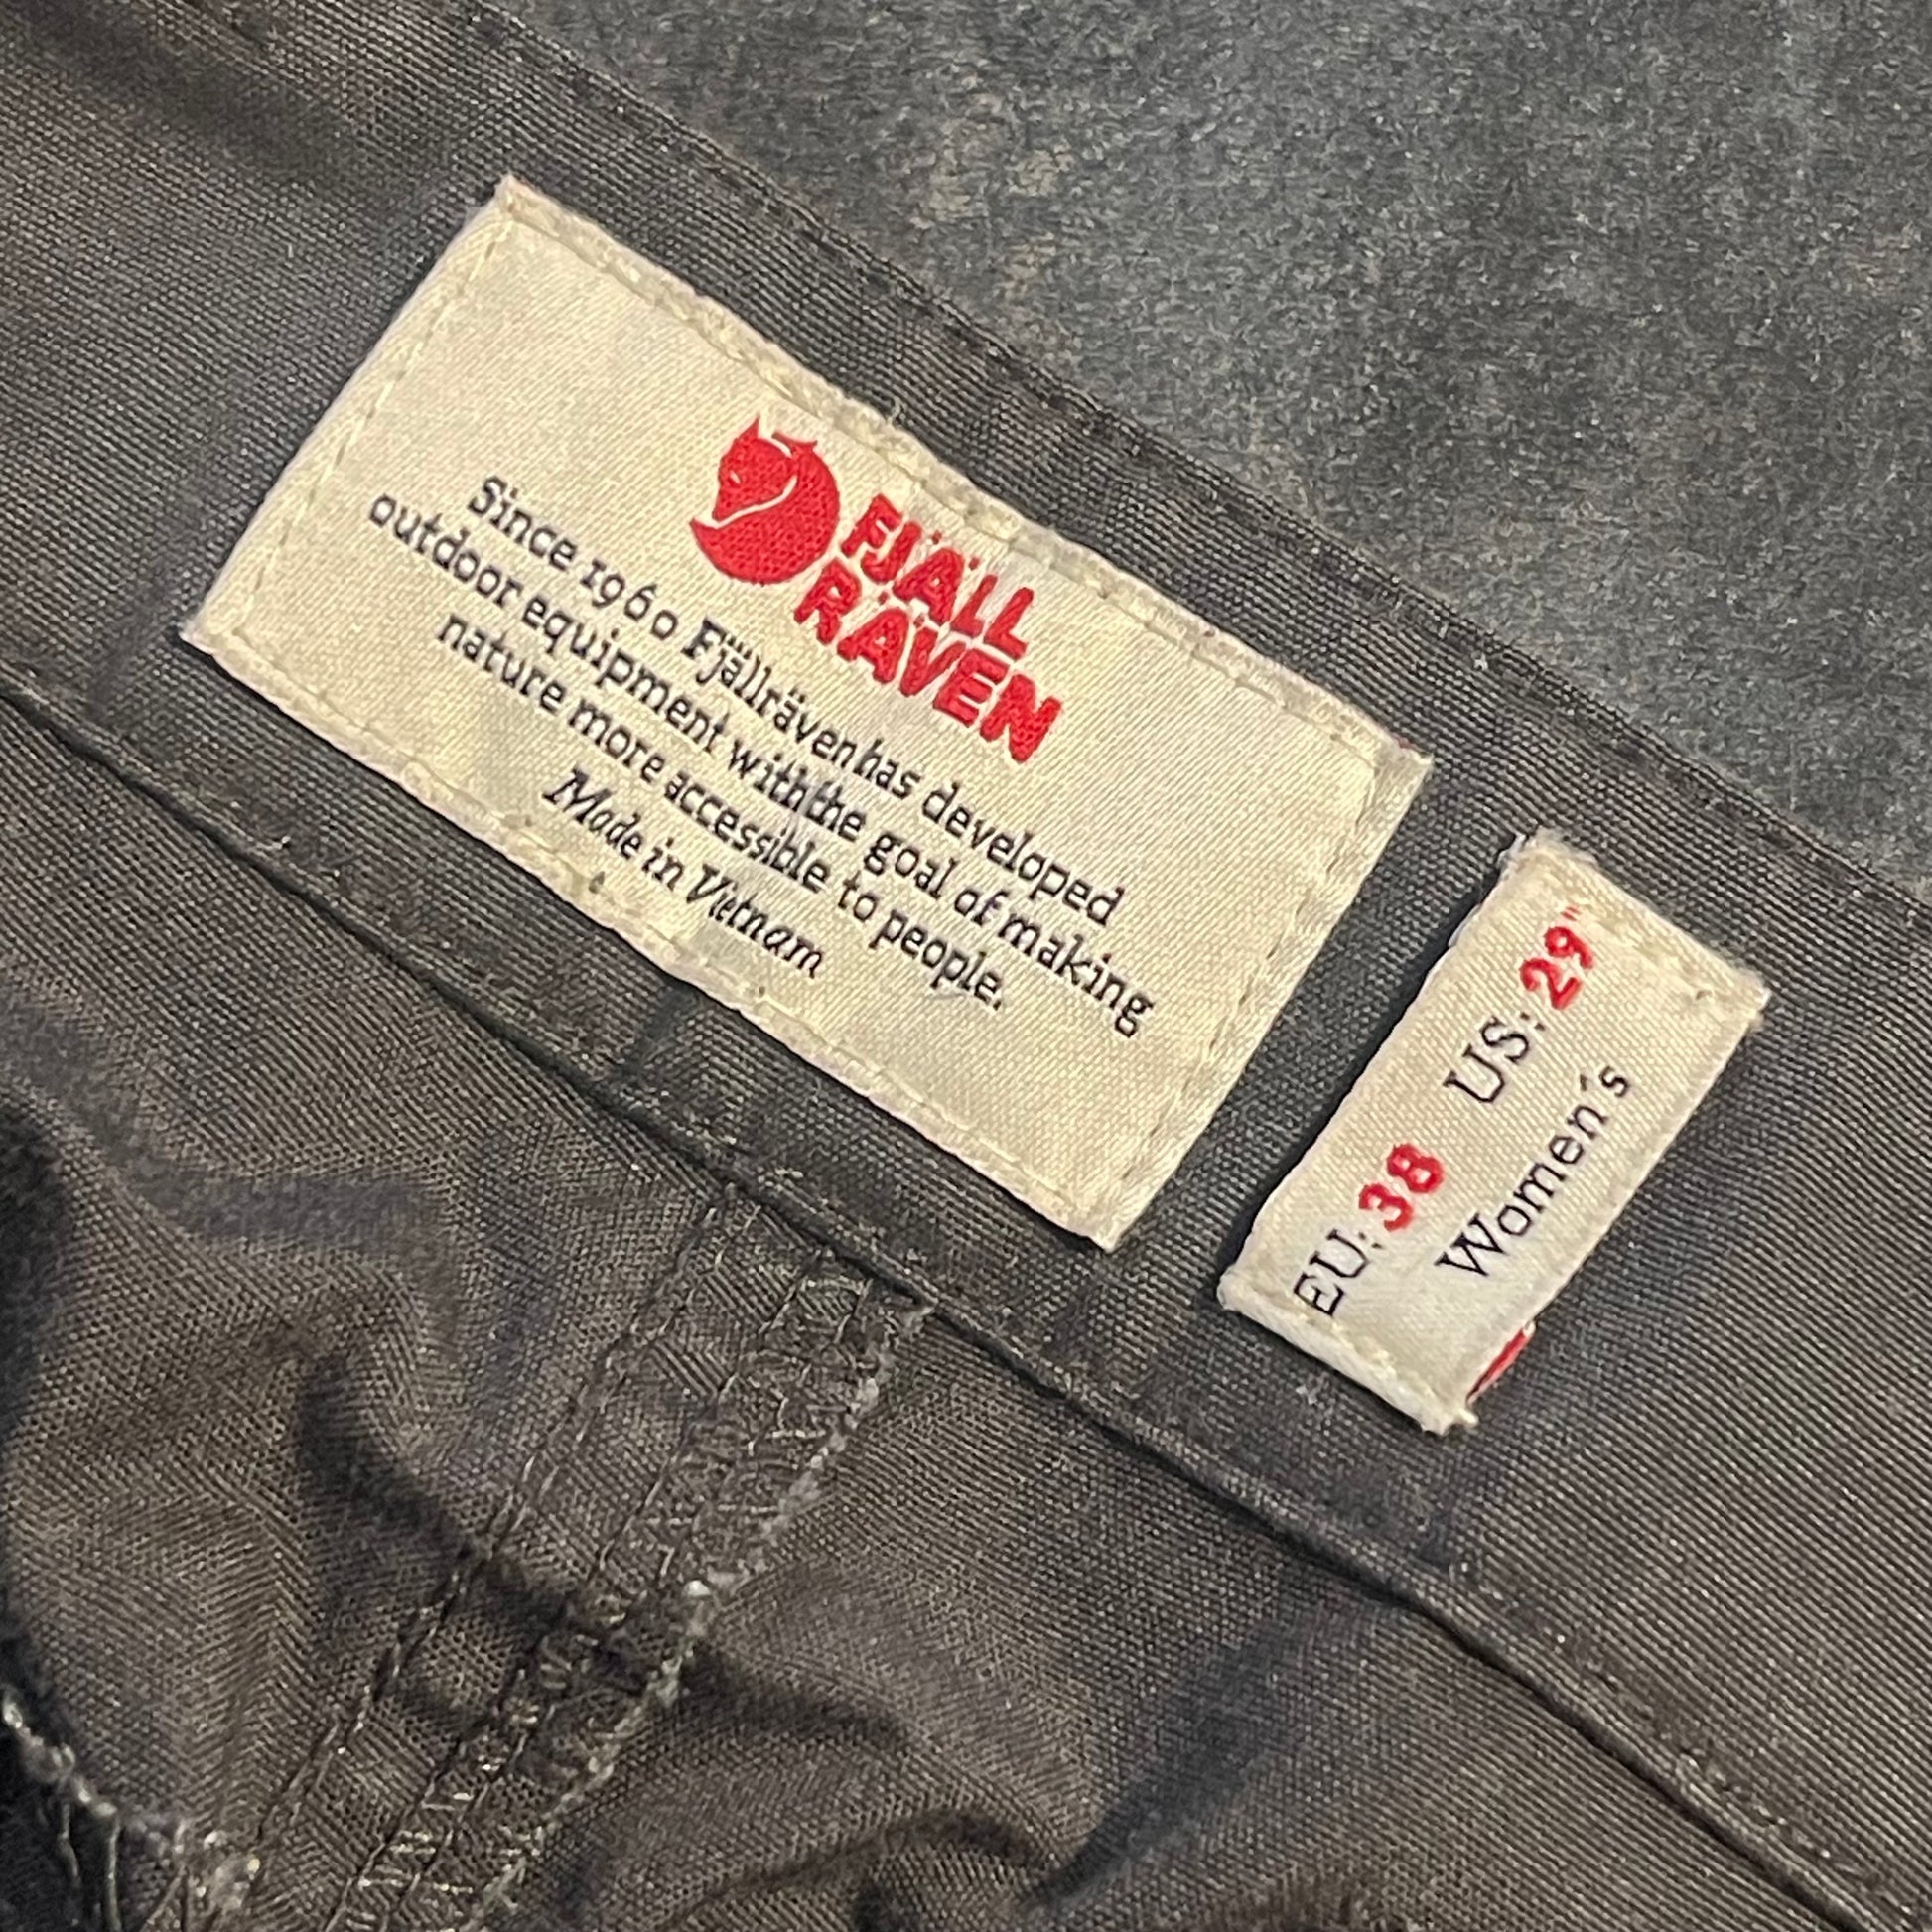 FJÄLL
RÄVEN
Since 1960 Fjällräven has developed
outdoor equipment with the goal of making
nature more accessible to people.
Made in Vietnam
EU: 38 US: 29"
Women´s